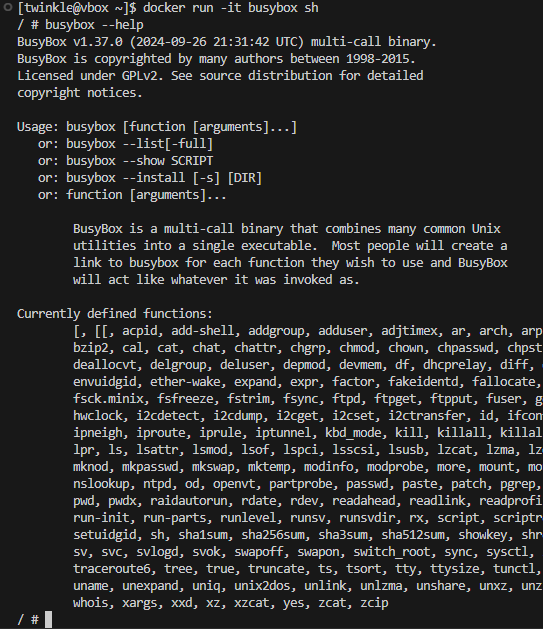 [twinkle@vbox ~]$ docker run -it busybox sh
/ # busybox --help
BusyBox v1.37.0 (2024-09-26 21:31:42 UTC) multi-call binary.
BusyBox is copyrighted by many authors between 1998-2015.
Licensed under GPLv2. See source distribution for detailed
copyright notices.
Usage: busybox [function [arguments]...]
or: busybox --list[-full]
or: busybox --show SCRIPT
or: busybox --install [-s] [DIR]
or: function [arguments]...
BusyBox is a multi-call binary that combines many common Unix
utilities into a single executable.  Most people will create a
link to busybox for each function they wish to use and BusyBox
will act like whatever it was invoked as.
Currently defined functions:
[, [[, acpid, add-shell, addgroup, adduser, adjtimex, ar, arch, arp
bzip2, cal, cat, chat, chattr, chgrp, chmod, chown, chpasswd, chpst
deallocvt, delgroup, deluser, depmod, devmem, df, dhcprelay, diff,
envuidgid, ether-wake, expand, expr, factor, fakeidentd, fallocate,
fsck.minix, fsfreeze, fstrim, fsync, ftpd, ftpget, ftpput, fuser, g
hwclock, i2cdetect, i2cdump, i2cget, i2cset, i2ctransfer, id, ifcon
ipneigh, iproute, iprule, iptunnel, kbd_mode, kill, killall, killal
lpr, ls, lsattr, lsmod, lsof, lspci, lsscsi, lsusb, lzcat, lzma, lz
mknod, mkpasswd, mkswap, mktemp, modinfo, modprobe, more, mount, mo
nslookup, ntpd, od, openvt, partprobe, passwd, paste, patch, pgrep,
pwd, pwdx, raidautorun, rdate, rdev, readahead, readlink, readprofi
run-init, run-parts, runlevel, runsv, runsvdir, rx, script, scriptr
setuidgid, sh, sha1sum, sha256sum, sha3sum, sha512sum, showkey, shr
sv, svc, svlogd, svok, swapoff, swapon, switch_root, sync, sysctl,
traceroute6, tree, true, truncate, ts, tsort, tty, ttysize, tunctl,
uname, unexpand, uniq, unix2dos, unlink, unlzma, unshare, unxz, unz
whois, xargs, xxd, xz, xzcat, yes, zcat, zcip
/ #